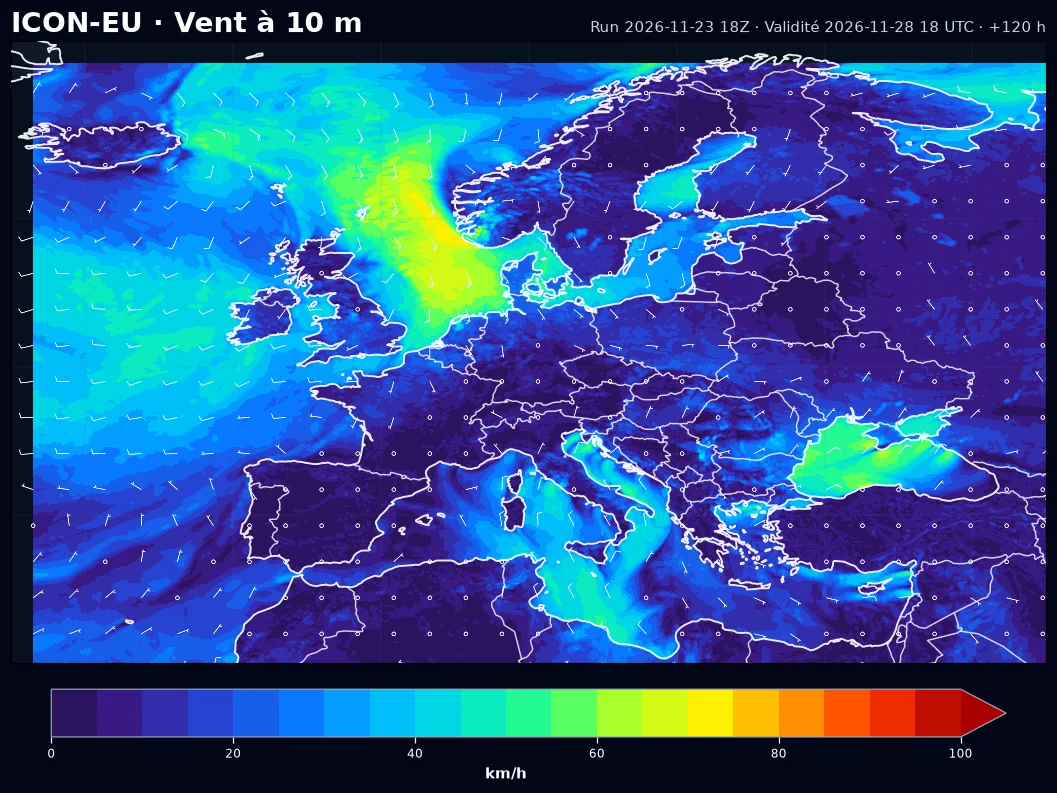 ICON-EU · Vent à 10 m
Run 2026-11-23 18Z · Validité 2026-11-28 18 UTC · +120 h
0 20 40 60 80 100
km/h